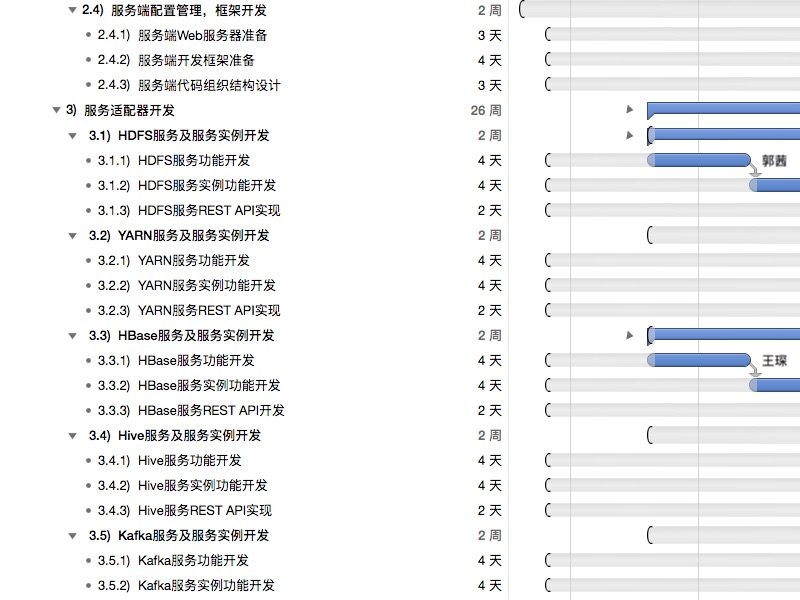 2.4) 服务端配置管理，框架开发 2 周
2.4.1) 服务端Web服务器准备 3 天
2.4.2) 服务端开发框架准备 4 天
2.4.3) 服务端代码组织结构设计 3 天
3) 服务适配器开发 26 周
3.1) HDFS服务及服务实例开发 2 周
3.1.1) HDFS服务功能开发 4 天 郭茜
3.1.2) HDFS服务实例功能开发 4 天
3.1.3) HDFS服务REST API实现 2 天
3.2) YARN服务及服务实例开发 2 周
3.2.1) YARN服务功能开发 4 天
3.2.2) YARN服务实例功能开发 4 天
3.2.3) YARN服务REST API实现 2 天
3.3) HBase服务及服务实例开发 2 周
3.3.1) HBase服务功能开发 4 天 王琛
3.3.2) HBase服务实例功能开发 4 天
3.3.3) HBase服务REST API开发 2 天
3.4) Hive服务及服务实例开发 2 周
3.4.1) Hive服务功能开发 4 天
3.4.2) Hive服务实例功能开发 4 天
3.4.3) Hive服务REST API实现 2 天
3.5) Kafka服务及服务实例开发 2 周
3.5.1) Kafka服务功能开发 4 天
3.5.2) Kafka服务实例功能开发 4 天